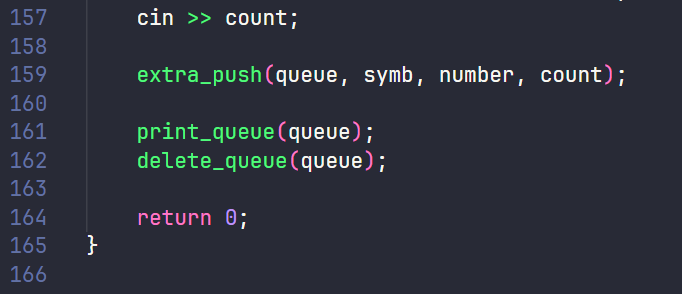 157 cin >> count;
158
159 extra_push(queue, symb, number, count);
160
161 print_queue(queue);
162 delete_queue(queue);
163
164 return 0;
165 }
166